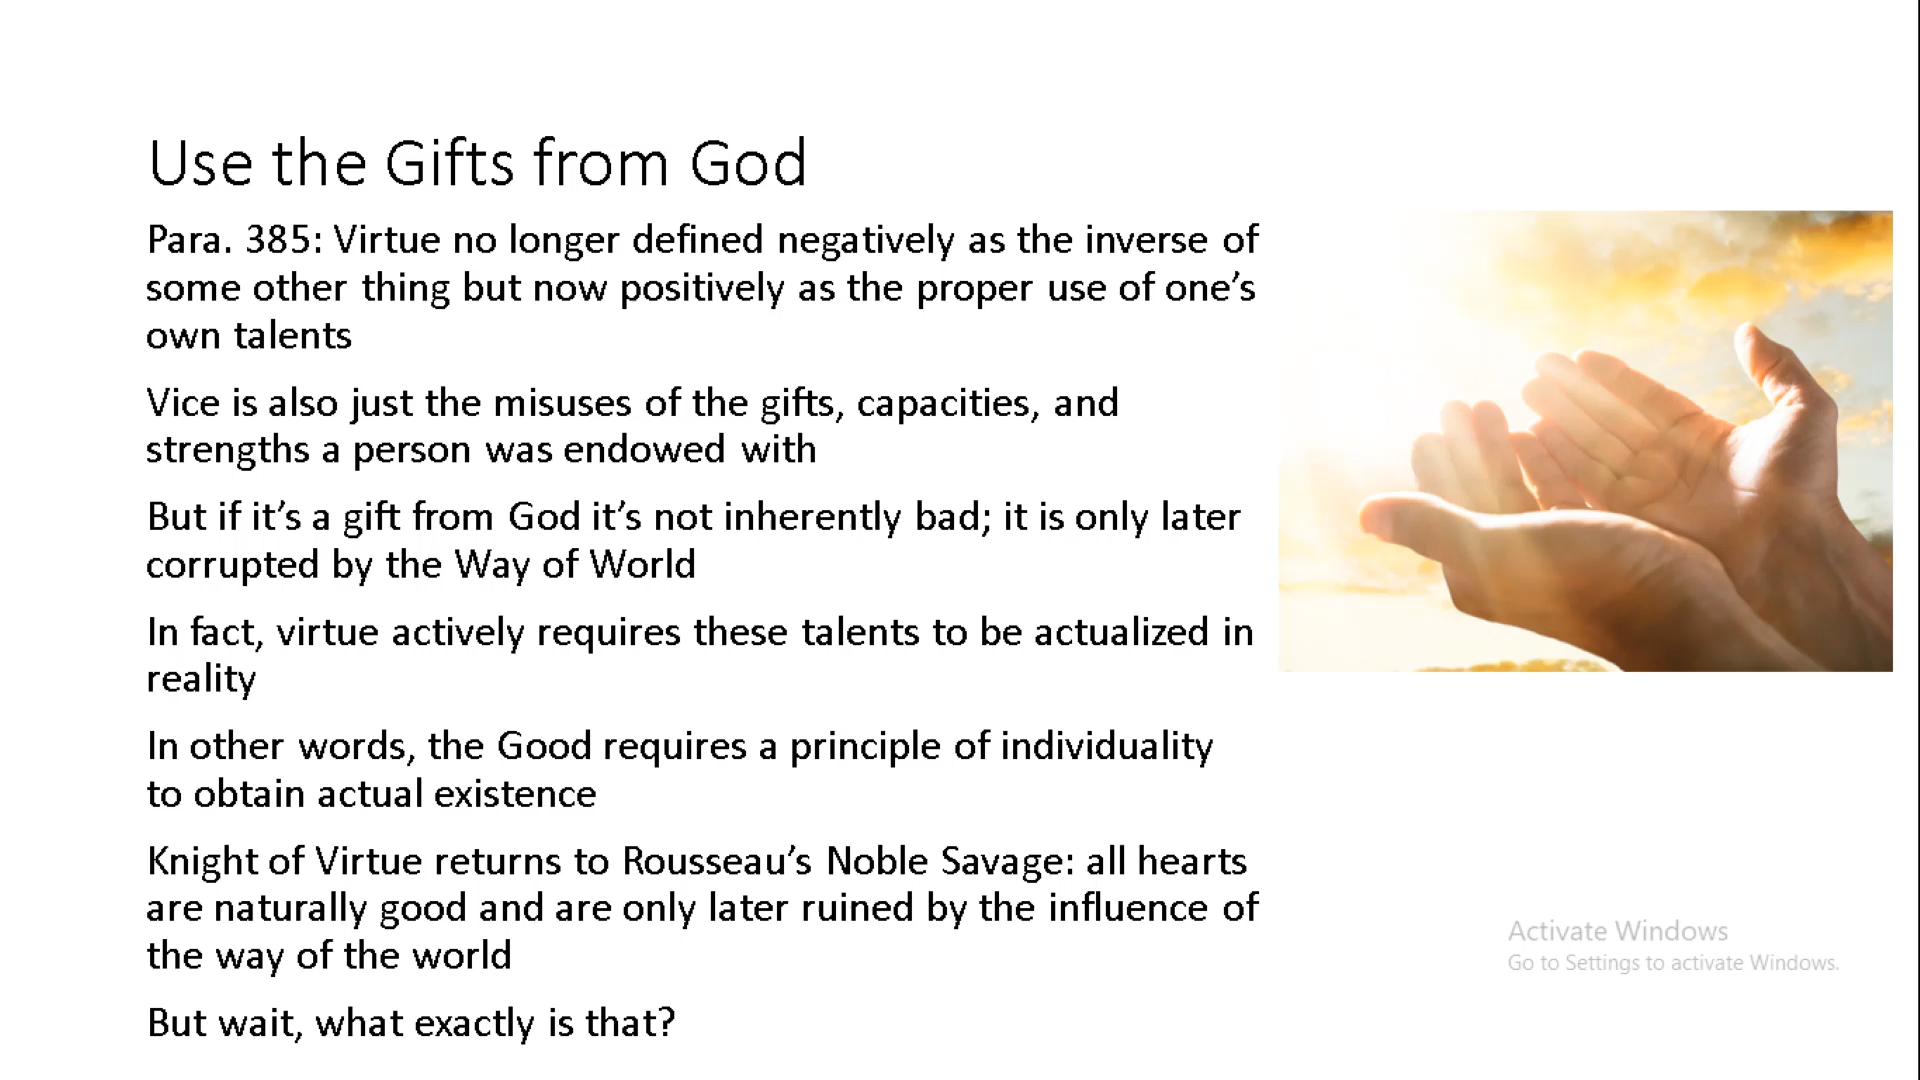 Use the Gifts from God
Para. 385: Virtue no longer defined negatively as the inverse of
some other thing but now positively as the proper use of one’s
own talents
Vice is also just the misuses of the gifts, capacities, and
strengths a person was endowed with
But if it’s a gift from God it’s not inherently bad; it is only later
corrupted by the Way of World
In fact, virtue actively requires these talents to be actualized in
reality
In other words, the Good requires a principle of individuality
to obtain actual existence
Knight of Virtue returns to Rousseau’s Noble Savage: all hearts
are naturally good and are only later ruined by the influence of
the way of the world
But wait, what exactly is that?
Activate Windows
Go to Settings to activate Windows.